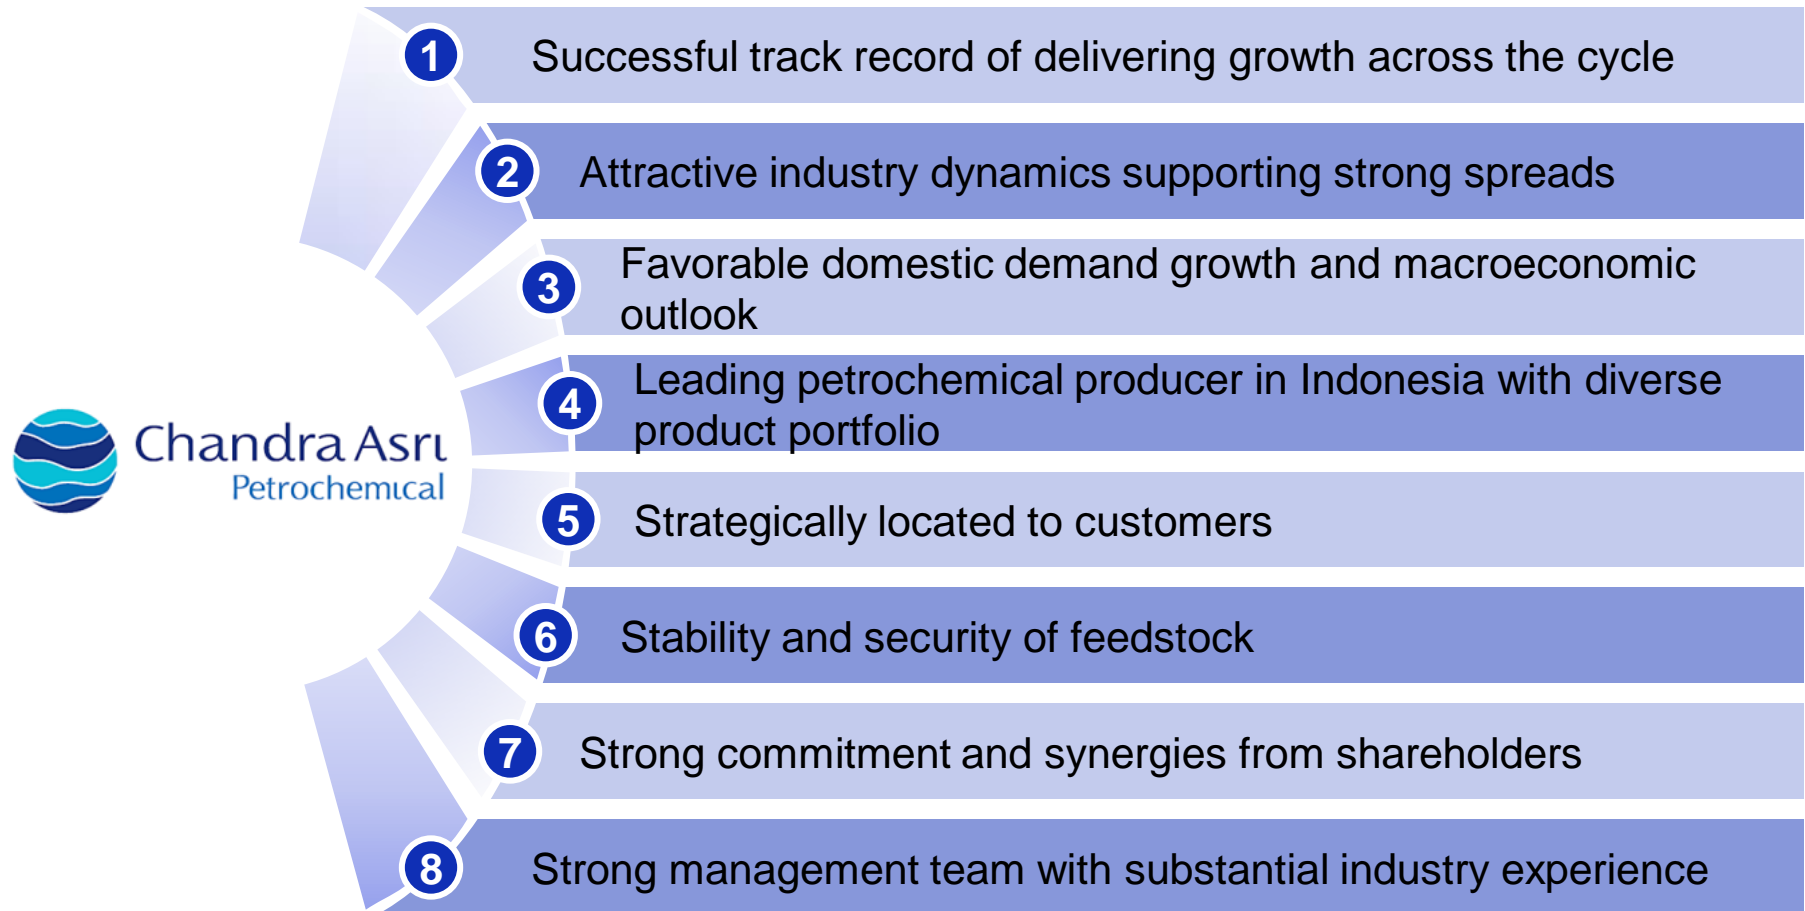 1
Successful track record of delivering growth across the cycle
2
Attractive industry dynamics supporting strong spreads
3
Favorable domestic demand growth and macroeconomic
outlook
4
Leading petrochemical producer in Indonesia with diverse
product portfolio
Chandra Asri
Petrochemical
5
Strategically located to customers
6
Stability and security of feedstock
7
Strong commitment and synergies from shareholders
8
Strong management team with substantial industry experience